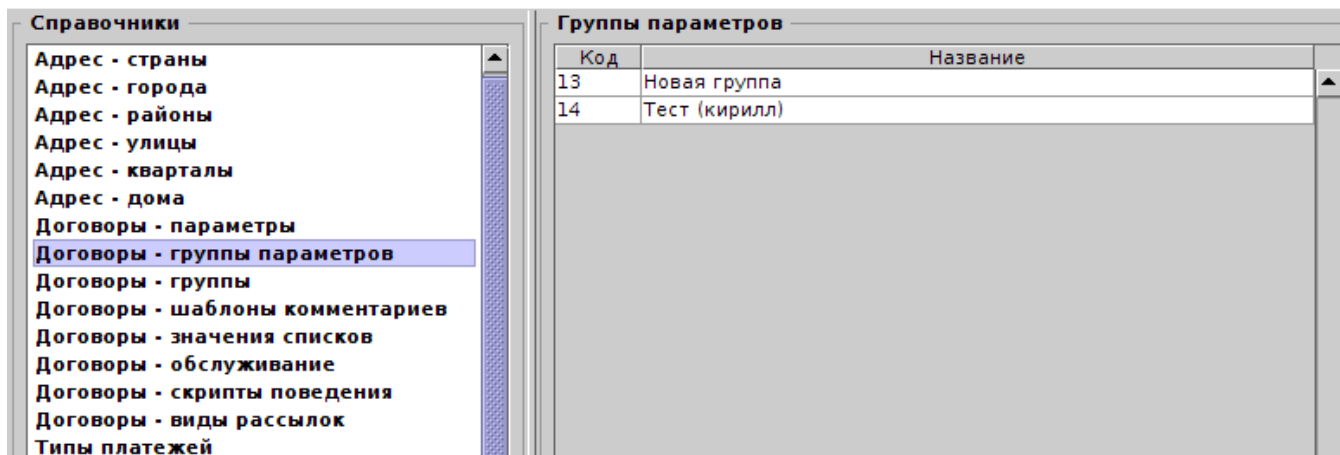 Справочники
Адрес - страны
Адрес - города
Адрес - районы
Адрес - улицы
Адрес - кварталы
Адрес - дома
Договоры - параметры
Договоры - группы параметров
Договоры - группы
Договоры - шаблоны комментариев
Договоры - значения списков
Договоры - обслуживание
Договоры - скрипты поведения
Договоры - виды рассылок
Типы платежей
Группы параметров
Код Название
13 Новая группа
14 Тест (кирилл)